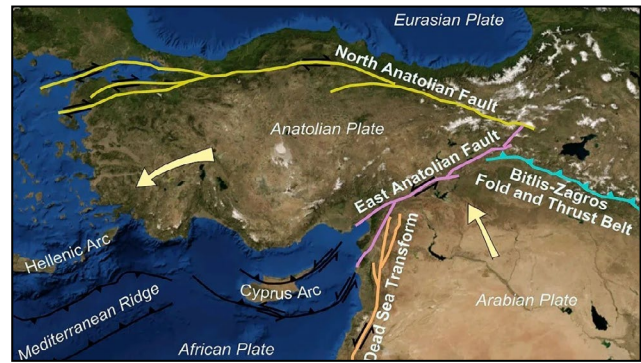 Eurasian Plate
North Anatolian Fault
Anatolian Plate
East Anatolian Fault
Bitlis-Zagros
Fold and Thrust Belt
Hellenic Arc
Cyprus Arc
Dead Sea Transform
Arabian Plate
Mediterranean Ridge
African Plate